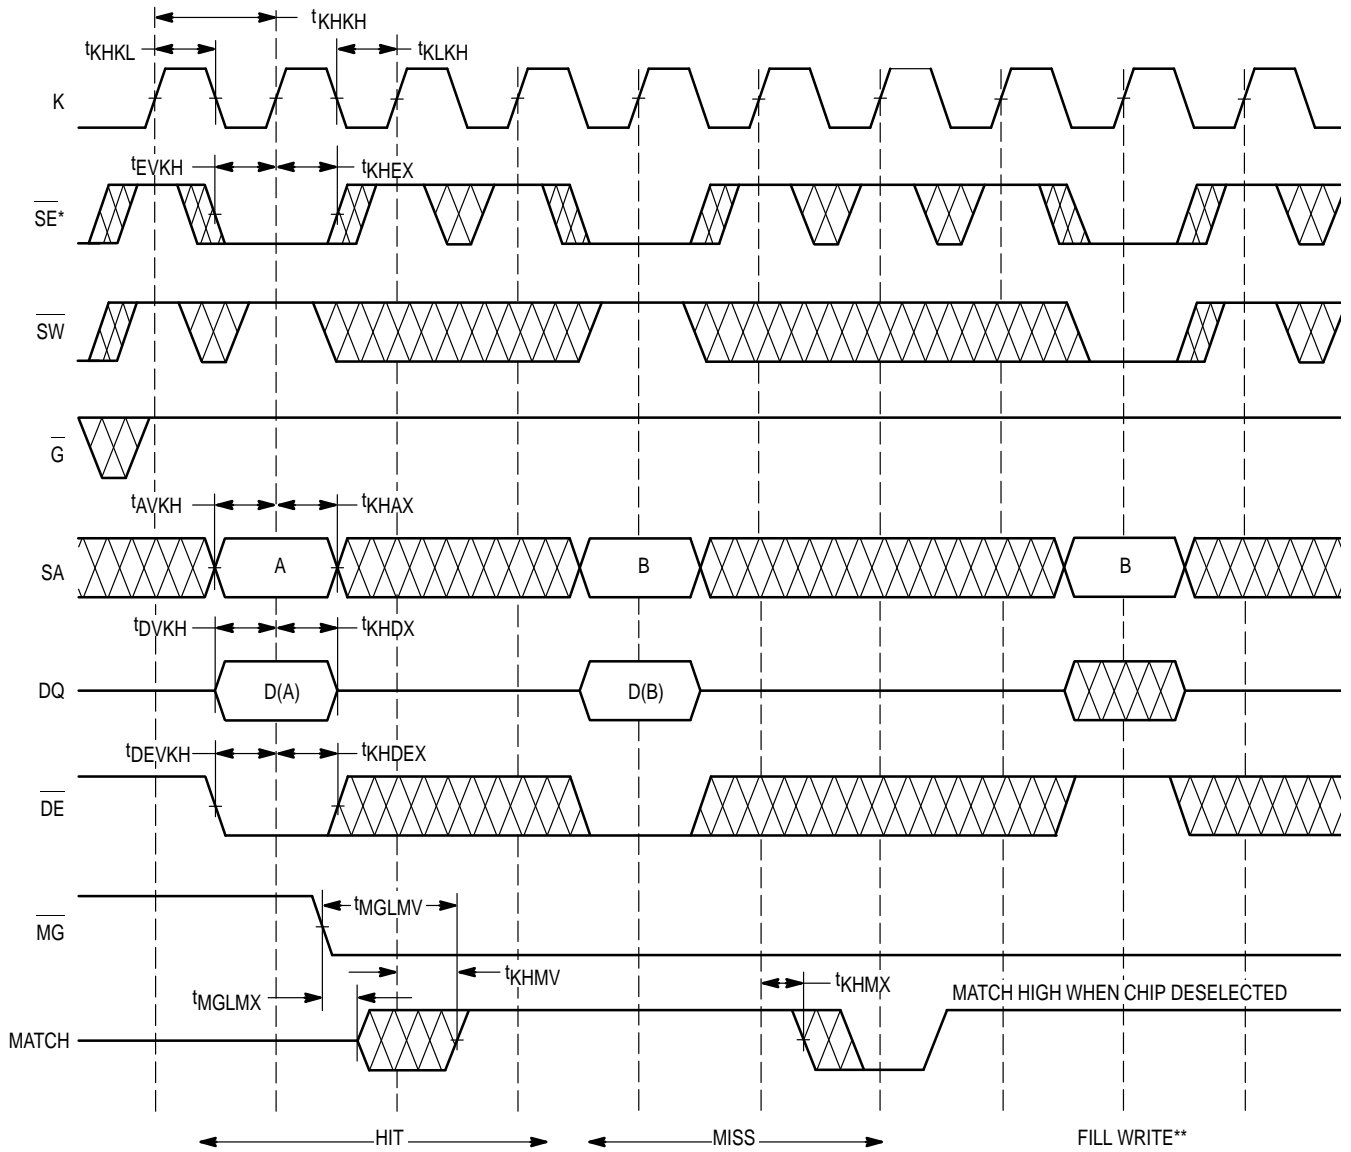 tKHKH
tKHKL
tKLKH
K
tEVKH
tKHEX
SE*
SW
G
tAVKH
tKHAX
SA
A
B
B
tDVKH
tKHDX
DQ
D(A)
D(B)
tDEVKH
tKHDEX
DE
tMGLMV
MG
tKHMV
tKHMX
tMGLMX
MATCH HIGH WHEN CHIP DESELECTED
MATCH
HIT
MISS
FILL WRITE**